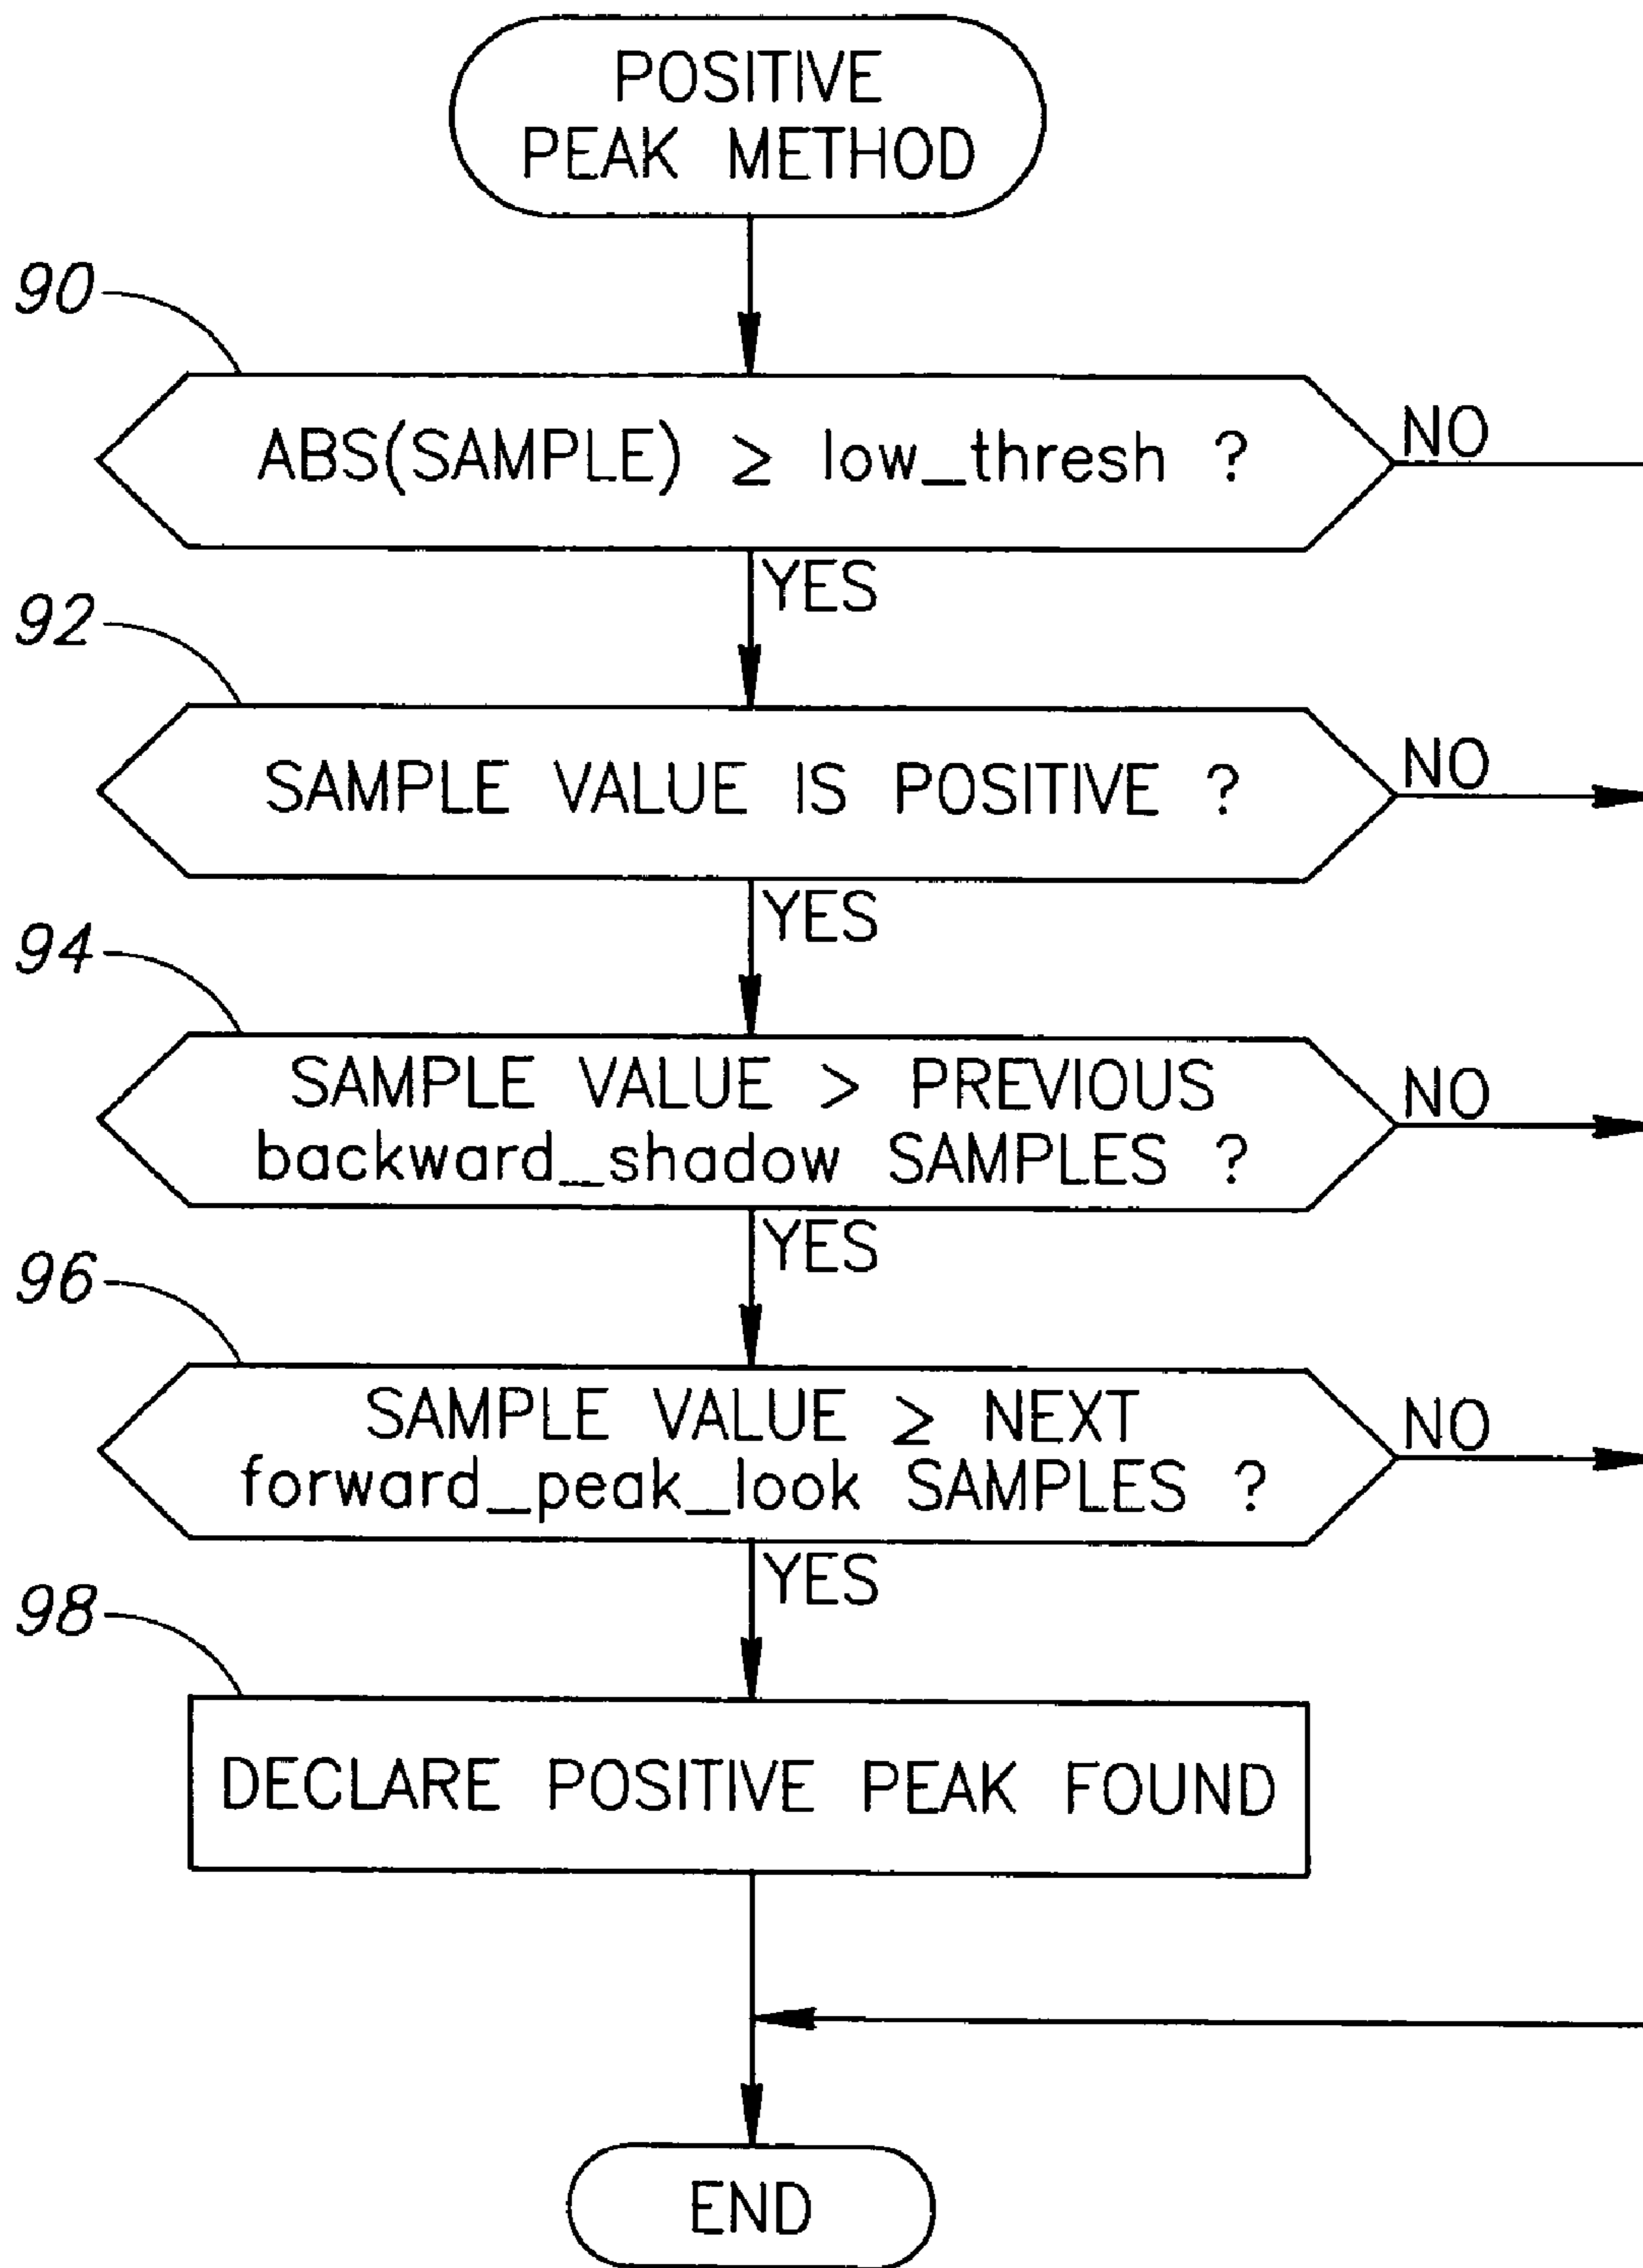 POSITIVE
PEAK METHOD
90
ABS(SAMPLE) ≥ low_thresh ?
NO
YES
92
SAMPLE VALUE IS POSITIVE ?
NO
YES
94
SAMPLE VALUE > PREVIOUS
backward_shadow SAMPLES ?
NO
YES
96
SAMPLE VALUE ≥ NEXT
forward_peak_look SAMPLES ?
NO
YES
98
DECLARE POSITIVE PEAK FOUND
END